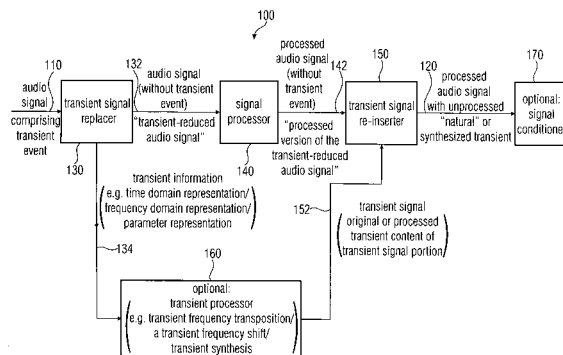 100
110
audio
signal
comprising
transient
event
transient signal
replacer
130
132
audio signal
(without transient
event)
"transient-reduced
audio signal"
signal
processor
140
processed
audio signal
(without
transient
event)
142
"processed
version of the
transient-reduced
audio signal"
150
transient signal
re-inserter
120
processed
audio signal
with unprocessed
"natural" or
synthesized transient
170
optional:
signal
conditioner
transient information
(e.g. time domain representation/
frequency domain representation/
parameter representation)
134
152
(transient signal
original or processed
transient content of
transient signal portion)
160
optional:
transient processor
(e.g. transient frequency transposition/
a transient frequency shift/
transient synthesis)